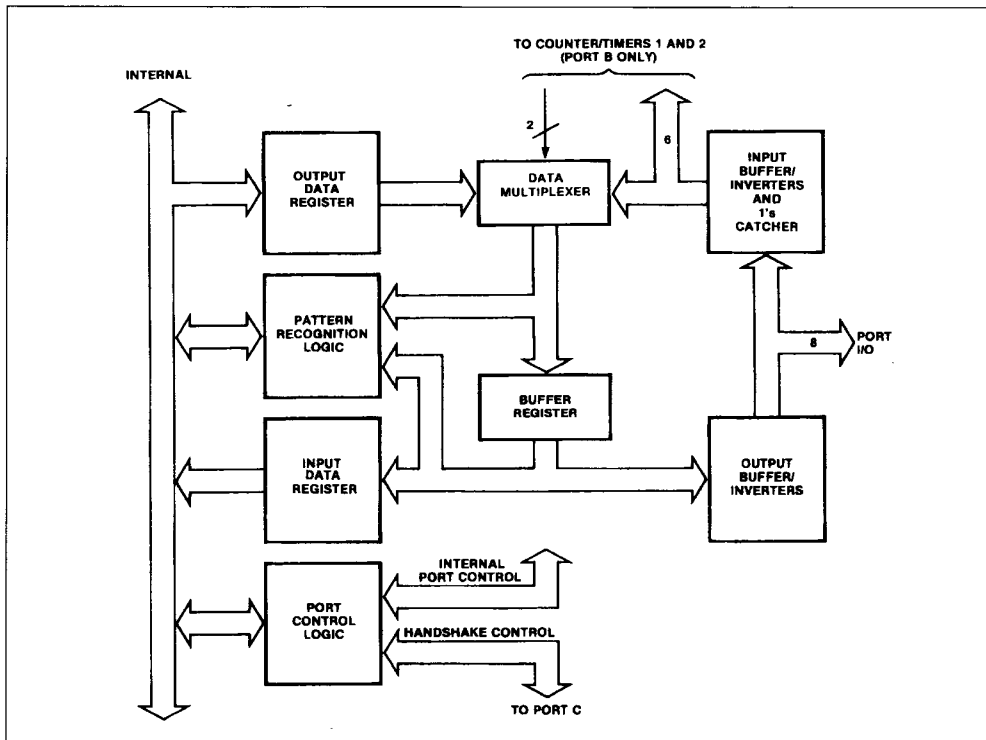 TO COUNTER/TIMERS 1 AND 2
(PORT B ONLY)
INTERNAL
2
6
OUTPUT
DATA
REGISTER
DATA
MULTIPLEXER
INPUT
BUFFER/
INVERTERS
AND
1's
CATCHER
PATTERN
RECOGNITION
LOGIC
8
PORT
I/O
BUFFER
REGISTER
INPUT
DATA
REGISTER
OUTPUT
BUFFER/
INVERTERS
INTERNAL
PORT CONTROL
PORT
CONTROL
LOGIC
HANDSHAKE CONTROL
TO PORT C